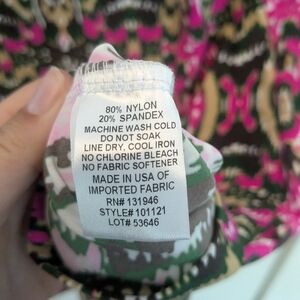 80% NYLON
20% SPANDEX
MACHINE WASH COLD
DO NOT SOAK
LINE DRY, COOL IRON
NO CHLORINE BLEACH
NO FABRIC SOFTENER
MADE IN USA OF
IMPORTED FABRIC
RN# 131946
STYLE# 101121
LOT# 53646